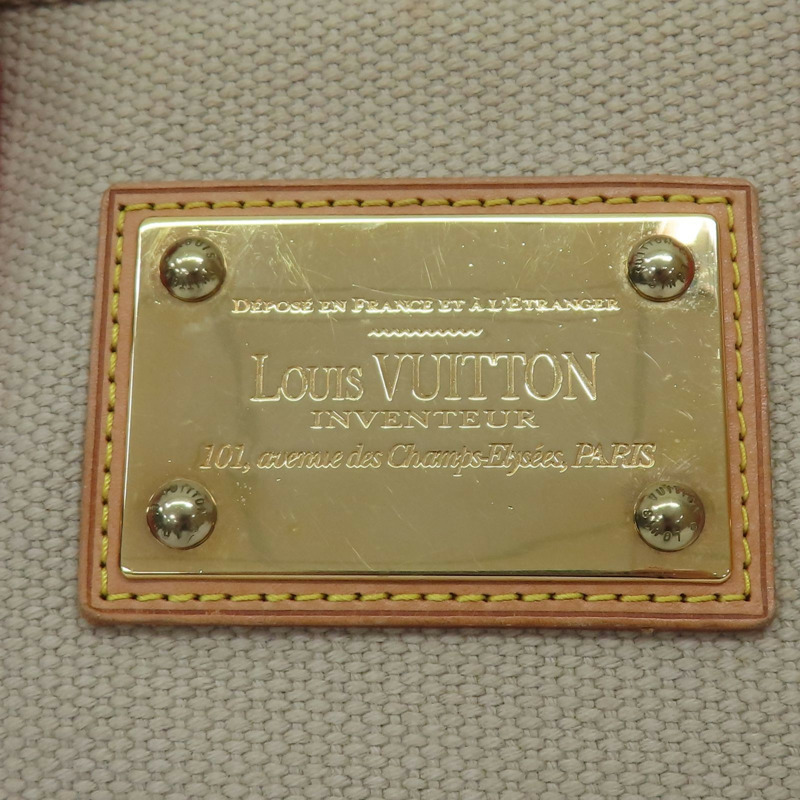 DÉPOSÉ EN FRANCE ET À L'ETRANGER
LOUIS VUITTON
INVENTEUR
101, avenue des Champs-Elysées, PARIS